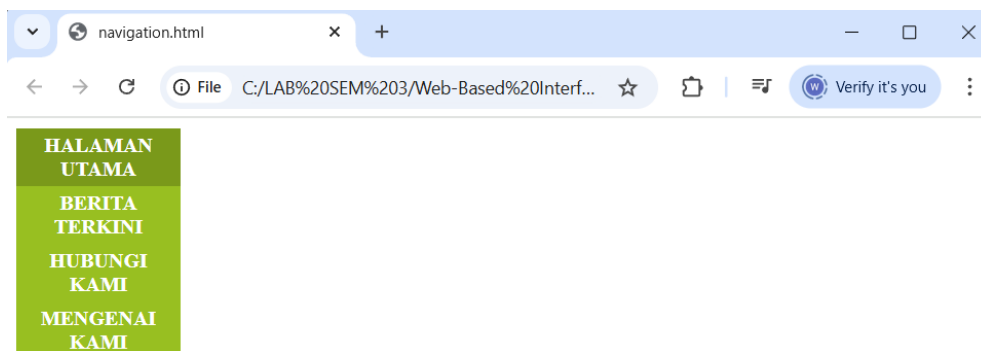 navigation.html
File C:/LAB%20SEM%203/Web-Based%20Interf... Verify it's you
W
HALAMAN
UTAMA
BERITA
TERKINI
HUBUNGI
KAMI
MENGENAI
KAMI